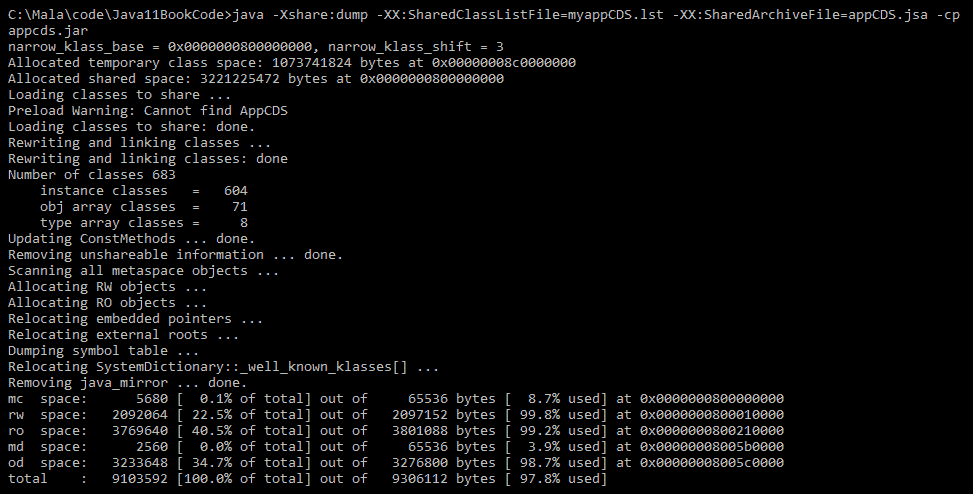 C:\Mala\code\Java11BookCode>java -Xshare:dump -XX:SharedClassListFile=myappCDS.lst -XX:SharedArchiveFile=appCDS.jsa -cp
appcds.jar
narrow_klass_base = 0x0000000800000000, narrow_klass_shift = 3
Allocated temporary class space: 1073741824 bytes at 0x00000008c0000000
Allocated shared space: 3221225472 bytes at 0x0000000800000000
Loading classes to share ...
Preload Warning: Cannot find AppCDS
Loading classes to share: done.
Rewriting and linking classes ...
Rewriting and linking classes: done
Number of classes 683
    instance classes   =   604
    obj array classes  =    71
    type array classes =     8
Updating ConstMethods ... done.
Removing unshareable information ... done.
Scanning all metaspace objects ...
Allocating RW objects ...
Allocating RO objects ...
Relocating embedded pointers ...
Relocating external roots ...
Dumping symbol table ...
Relocating SystemDictionary::_well_known_klasses[] ...
Removing java_mirror ... done.
mc  space:      5680 [  0.1% of total] out of     65536 bytes [  8.7% used] at 0x0000000800000000
rw  space:   2092064 [ 22.5% of total] out of   2097152 bytes [ 99.8% used] at 0x0000000800010000
ro  space:   3769640 [ 40.5% of total] out of   3801088 bytes [ 99.2% used] at 0x0000000800210000
md  space:      2560 [  0.0% of total] out of     65536 bytes [  3.9% used] at 0x00000008005b0000
od  space:   3233648 [ 34.7% of total] out of   3276800 bytes [ 98.7% used] at 0x00000008005c0000
total    :   9103592 [100.0% of total] out of   9306112 bytes [ 97.8% used]